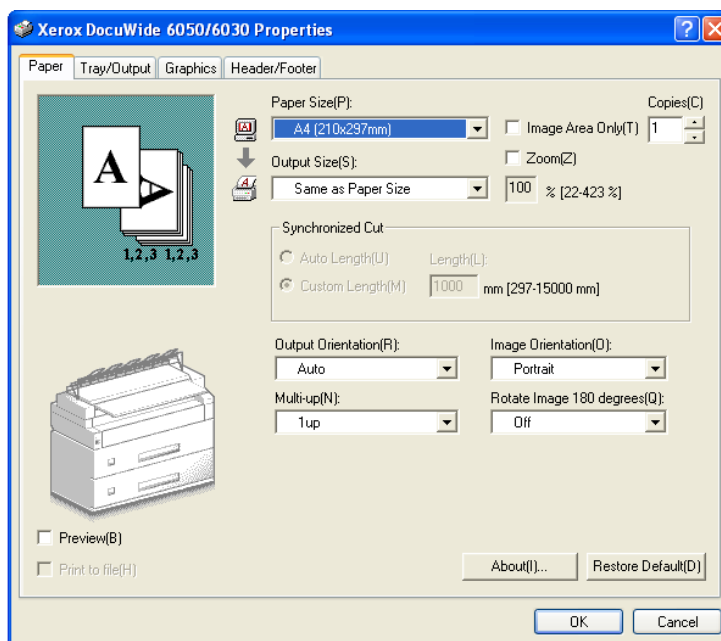 Xerox DocuWide 6050/6030 Properties
Paper Tray/Output Graphics Header/Footer
A A
1,2,3 1,2,3
Paper Size(P):
A4 (210x297mm)
Image Area Only(T)
Copies(C)
1
Output Size(S):
Same as Paper Size
Zoom(Z)
100 % [22-423 %]
Synchronized Cut
Auto Length(U)
Length(L):
Custom Length(M)
1000 mm [297-15000 mm]
Output Orientation(R):
Auto
Image Orientation(O):
Portrait
Multi-up(N):
1up
Rotate Image 180 degrees(Q):
Off
Preview(B)
Print to file(H)
About(I)...
Restore Default(D)
OK
Cancel